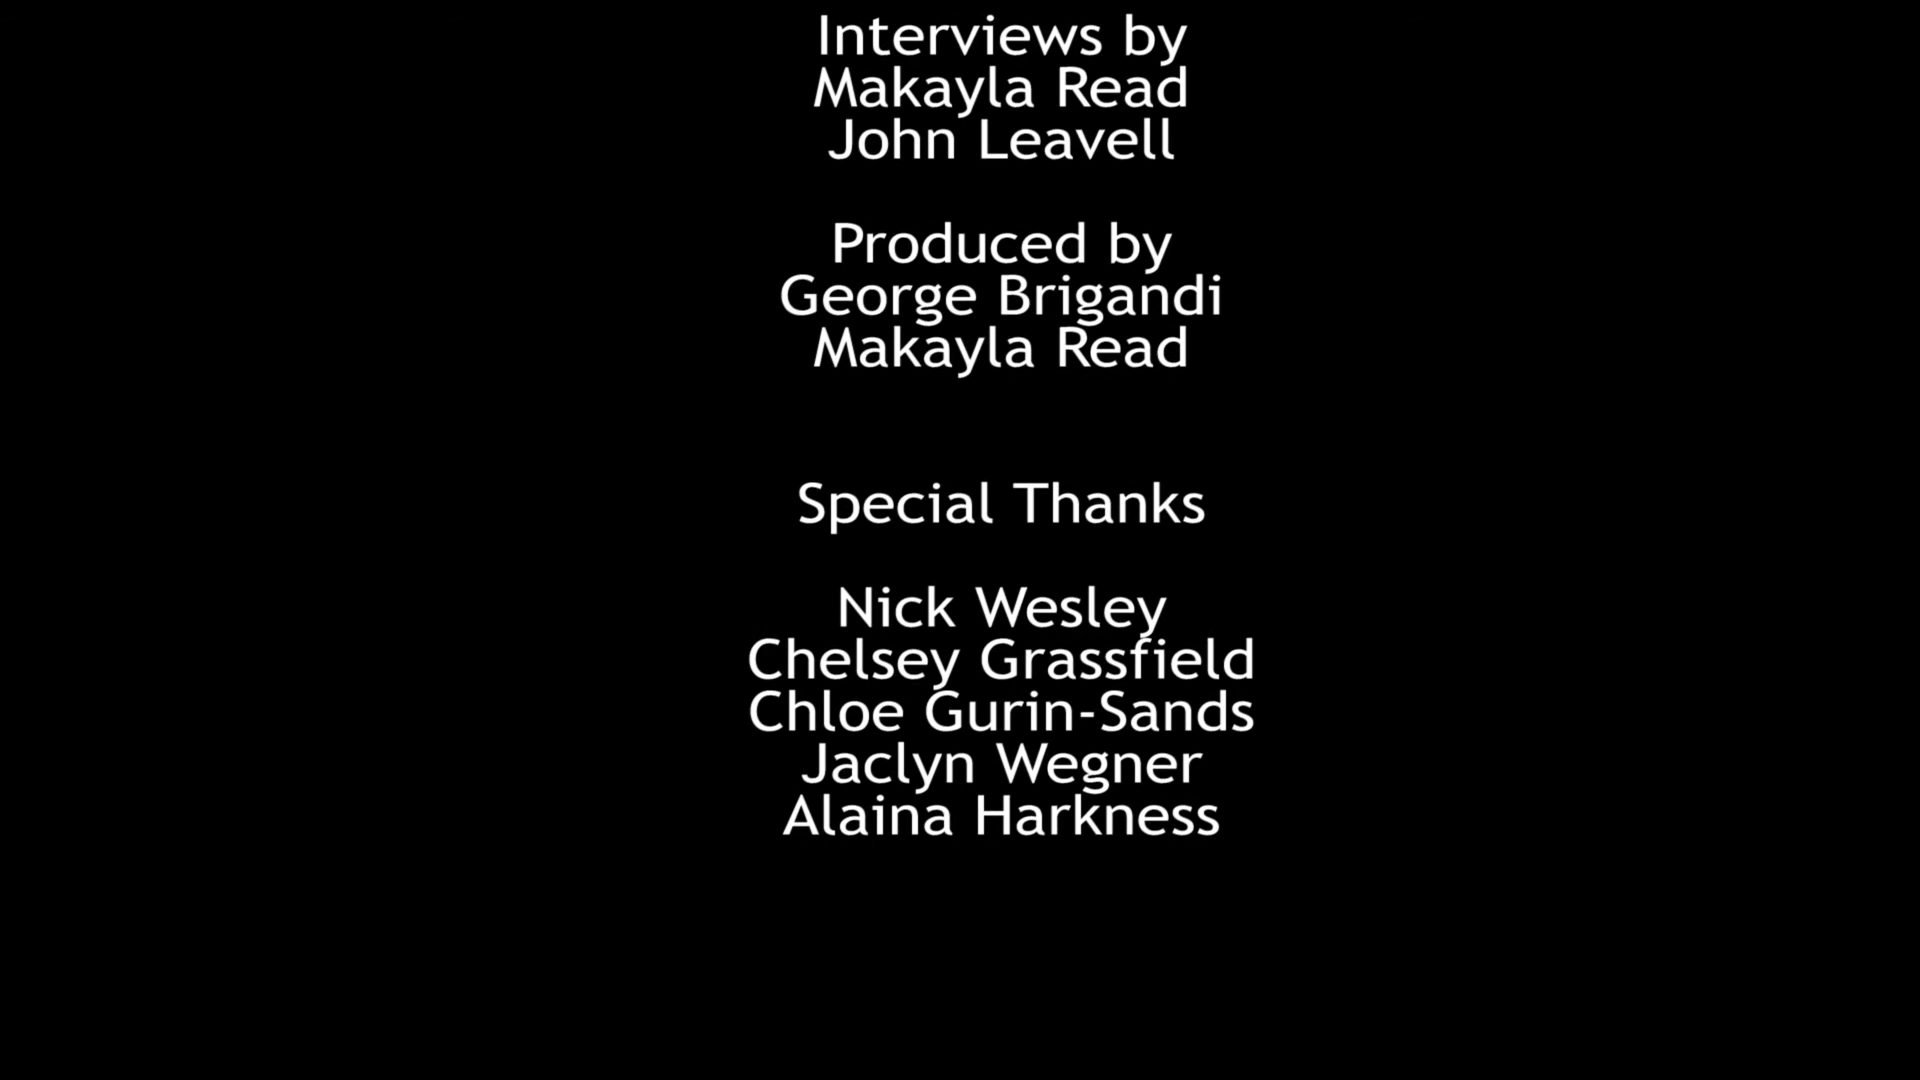 Interviews by
Makayla Read
John Leavell
Produced by
George Brigandi
Makayla Read
Special Thanks
Nick Wesley
Chelsey Grassfield
Chloe Gurin-Sands
Jaclyn Wegner
Alaina Harkness